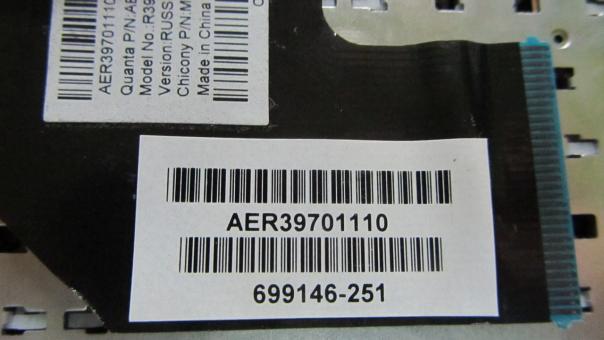 AER39701110
Quanta P/N:AE
Model No.:R39
Version:RUSS
Chicony P/N:M
Made in China
AER39701110
699146-251